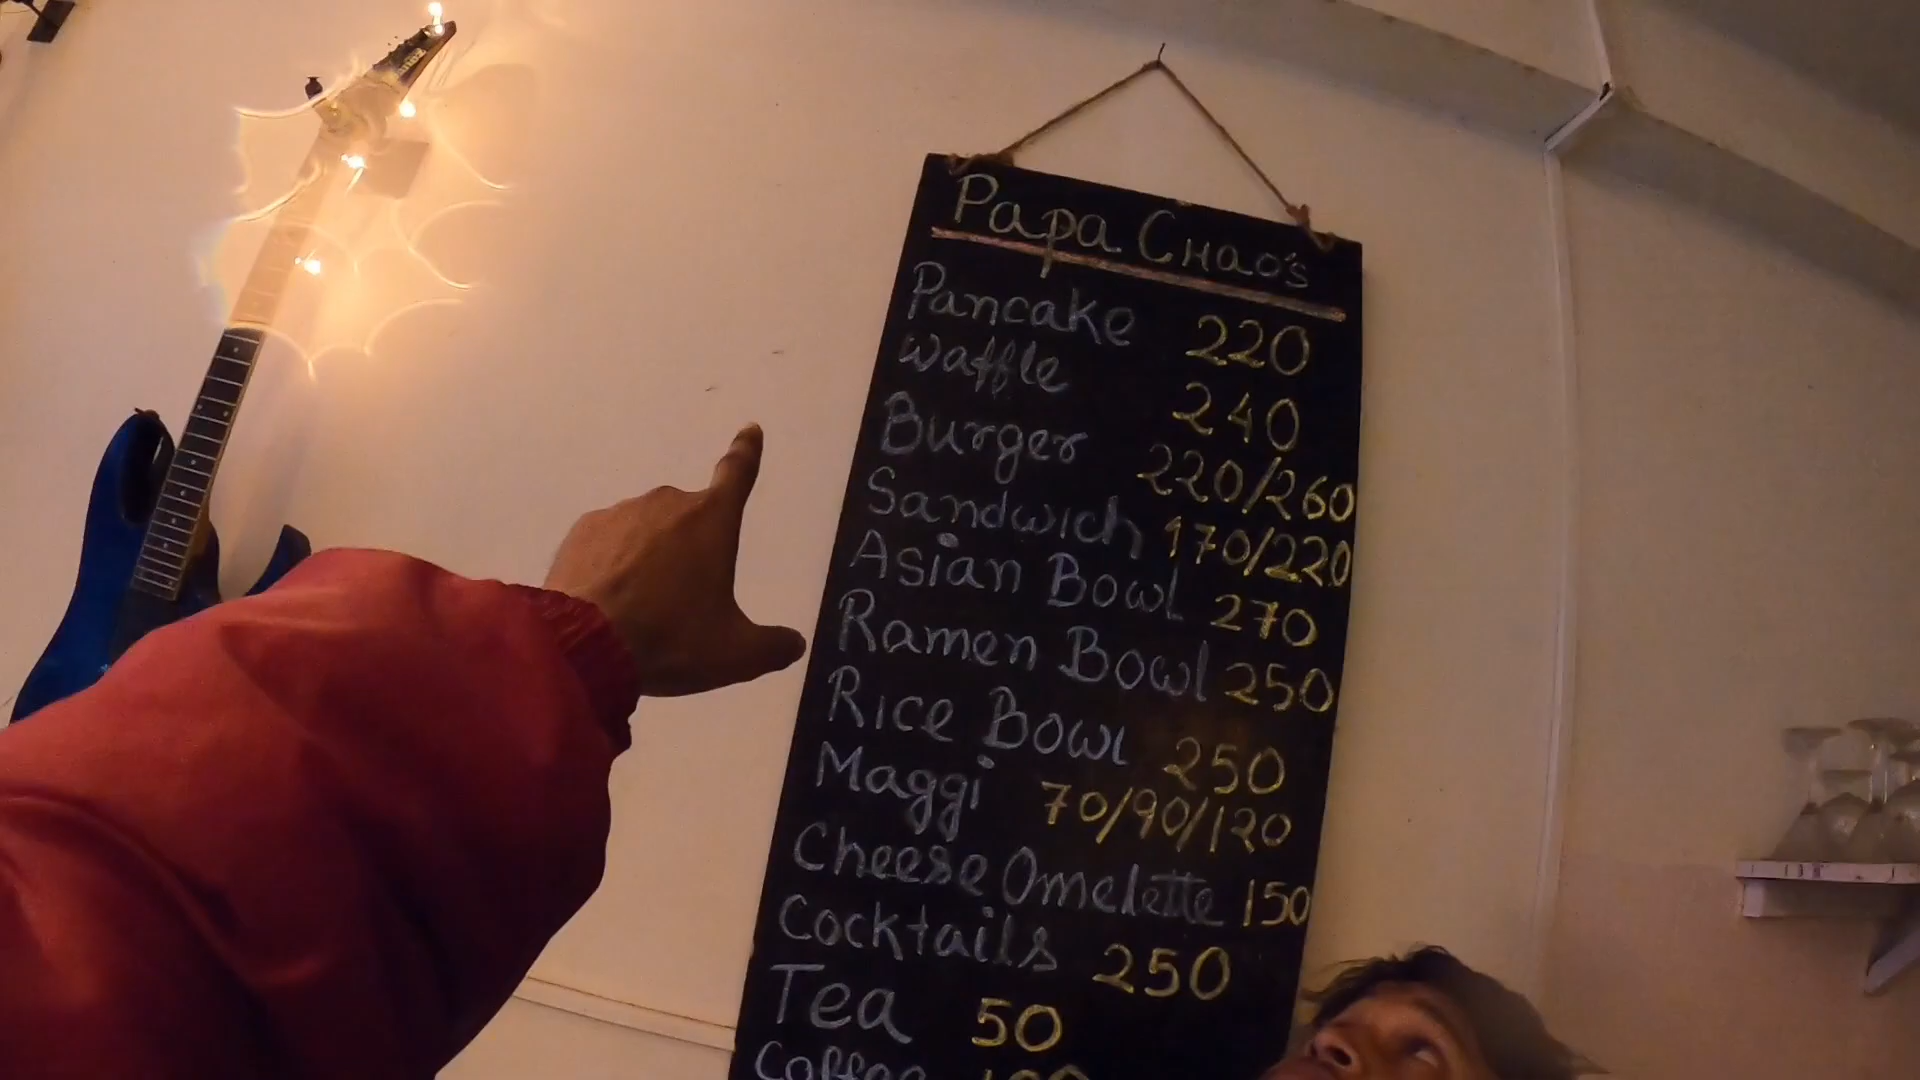 Papa Chao's
Pancake 220
Waffle 240
Burger 220/260
Sandwich 170/220
Asian Bowl 270
Ramen Bowl 250
Rice Bowl 250
Maggi 70/90/120
Cheese Omelette 150
Cocktails 250
Tea 50
Coffee